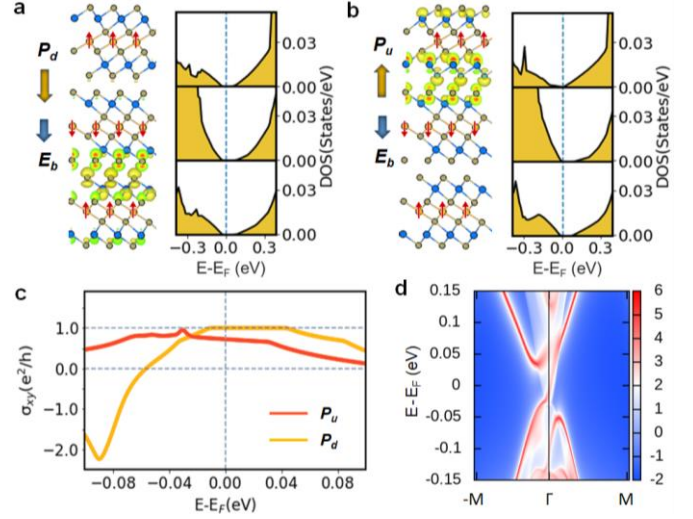 a
P_d
E_b
0.03
0.00
0.03
0.00
0.03
0.00
DOS(States/eV)
−0.3 0.0 0.3
E-E_F (eV)
b
P_u
E_b
0.03
0.00
0.03
0.00
0.03
0.00
DOS(States/eV)
−0.3 0.0 0.3
E-E_F (eV)
c
σ_xy(e²/h)
1.0
0.0
−1.0
−2.0
P_u
P_d
−0.08 −0.04 0.00 0.04 0.08
E-E_F(eV)
d
E- E_F (eV)
0.15
0.10
0.05
0
-0.05
-0.1
-0.15
-M Γ M
6
5
4
3
2
1
0
-1
-2